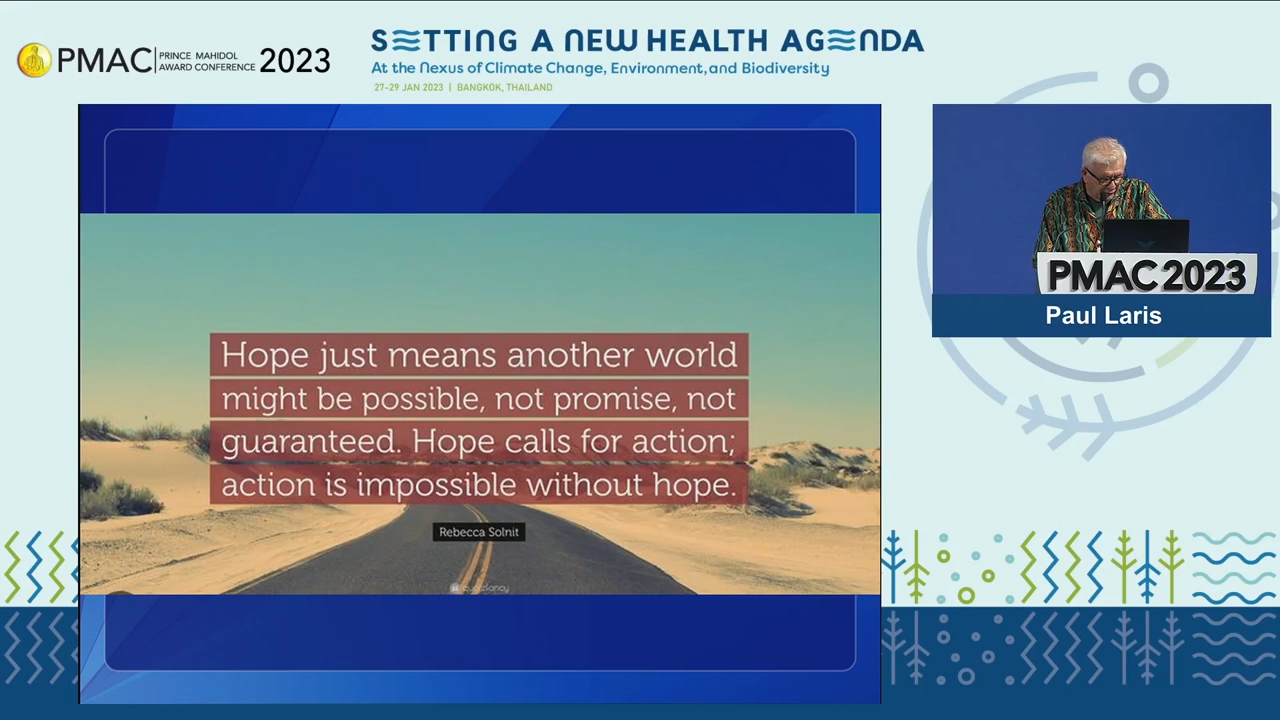 PMAC
PRINCE MAHIDOL
AWARD CONFERENCE
2023
SETTING A NEW HEALTH AGENDA
At the Nexus of Climate Change, Environment, and Biodiversity
27-29 JAN 2023 | BANGKOK, THAILAND
Hope just means another world
might be possible, not promise, not
guaranteed. Hope calls for action;
action is impossible without hope.
Rebecca Solnit
quotefancy
PMAC 2023
Paul Laris